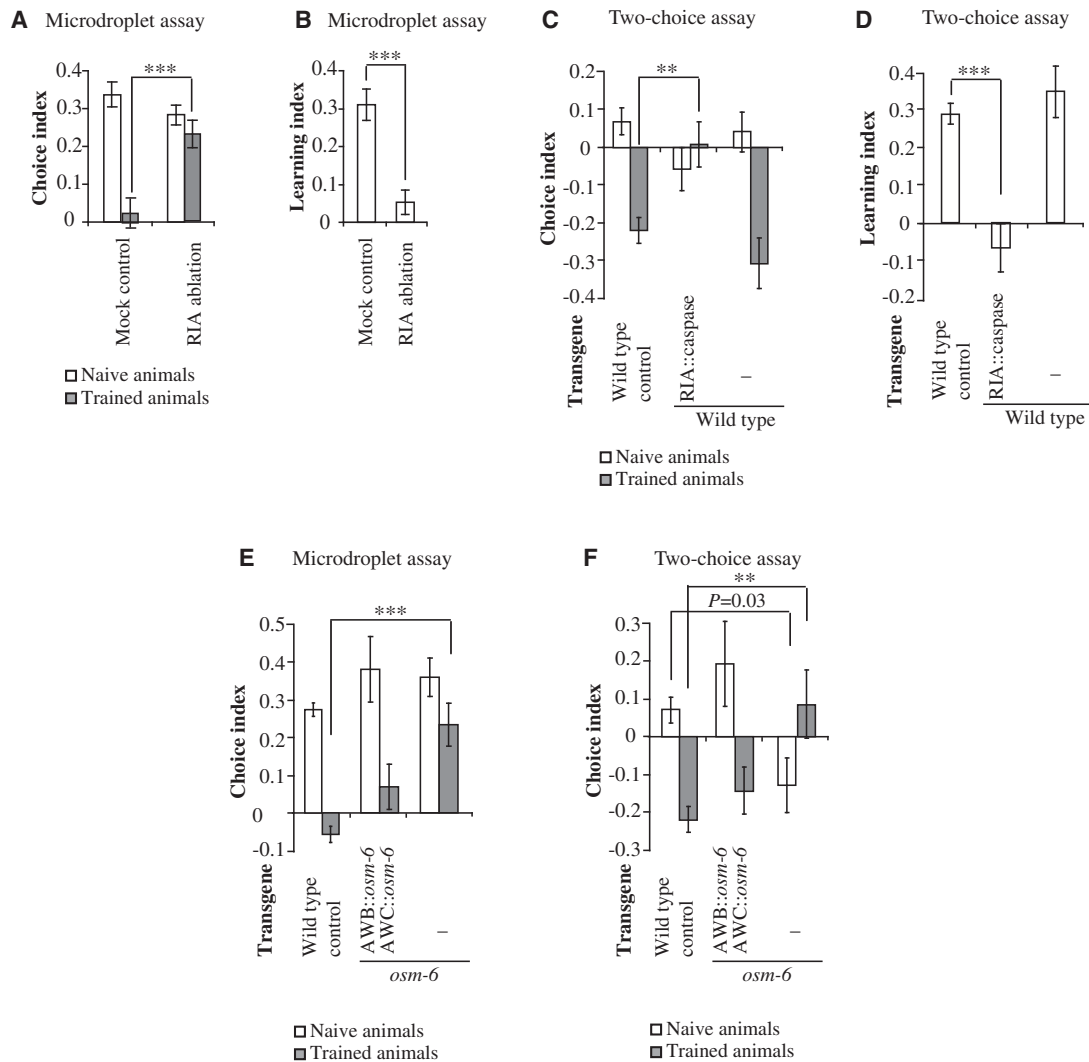 A Microdroplet assay
Choice index
0.4
0.3
0.2
0.1
0
***
Mock control
RIA ablation
Naive animals
Trained animals
B Microdroplet assay
Learning index
0.4
0.3
0.2
0.1
0
***
Mock control
RIA ablation
C Two-choice assay
Choice index
0.2
0.1
0
-0.1
-0.2
-0.3
-0.4
**
Transgene
Wild type
control
RIA::caspase
–
Wild type
Naive animals
Trained animals
D Two-choice assay
Learning index
0.4
0.3
0.2
0.1
0
-0.1
-0.2
***
Transgene
Wild type
control
RIA::caspase
–
Wild type
E Microdroplet assay
Choice index
0.5
0.4
0.3
0.2
0.1
0
-0.1
***
Transgene
Wild type
control
AWB::osm-6
AWC::osm-6
–
osm-6
Naive animals
Trained animals
F Two-choice assay
Choice index
0.3
0.2
0.1
0
-0.1
-0.2
-0.3
**
P=0.03
Transgene
Wild type
control
AWB::osm-6
AWC::osm-6
–
osm-6
Naive animals
Trained animals